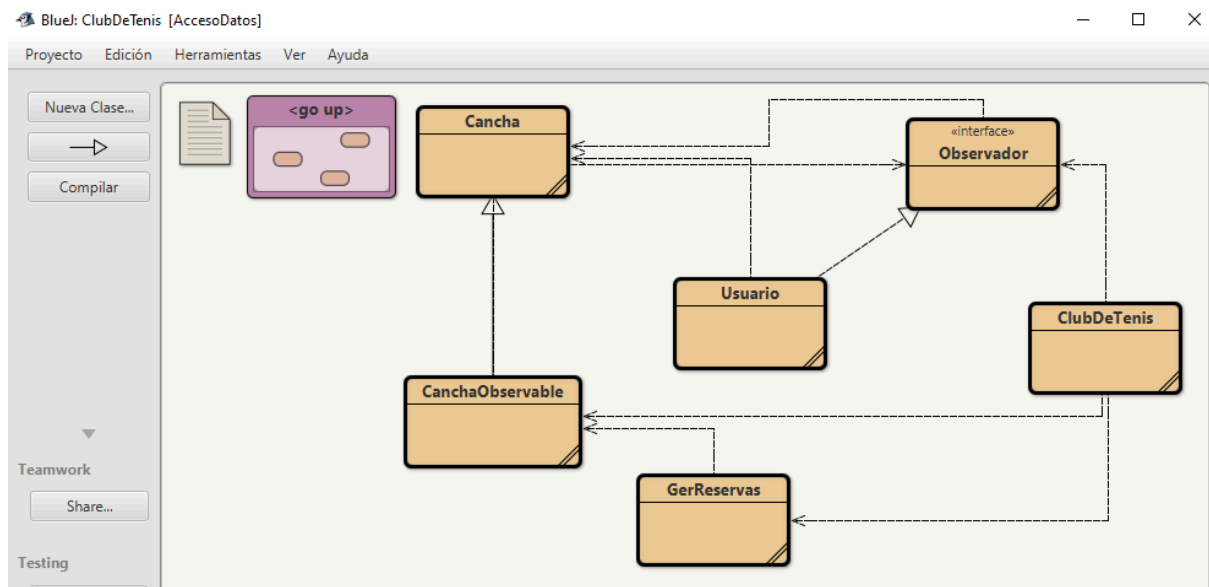 BlueJ: ClubDeTenis [AccesoDatos]
Proyecto Edición Herramientas Ver Ayuda
Nueva Clase...
Compilar
<go up>
Cancha
«interface»
Observador
Usuario
ClubDeTenis
CanchaObservable
GerReservas
Teamwork
Share...
Testing